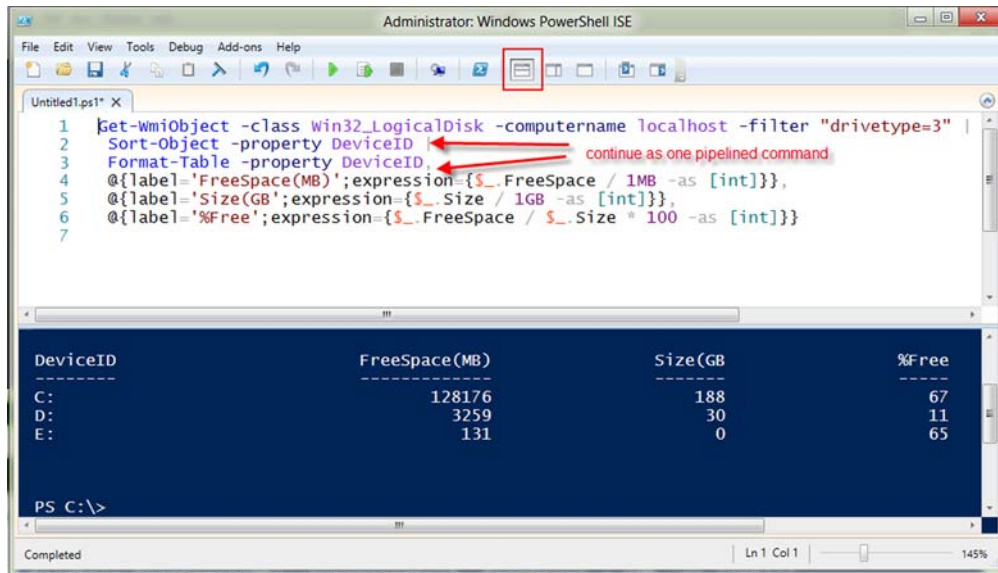 Administrator: Windows PowerShell ISE
File Edit View Tools Debug Add-ons Help
Untitled1.ps1* X
1 Get-WmiObject -class Win32_LogicalDisk -computername localhost -filter "drivetype=3" |
2 Sort-Object -property DeviceID |
continue as one pipelined command
3 Format-Table -property DeviceID,
4 @{label='FreeSpace(MB)';expression={$_.FreeSpace / 1MB -as [int]}},
5 @{label='Size(GB';expression={$_.Size / 1GB -as [int]}},
6 @{label='%Free';expression={$_.FreeSpace / $_.Size * 100 -as [int]}}
7
DeviceID FreeSpace(MB) Size(GB %Free
-------- ------------- ------- -----
C: 128176 188 67
D: 3259 30 11
E: 131 0 65
PS C:\>
Completed Ln 1 Col 1 145%